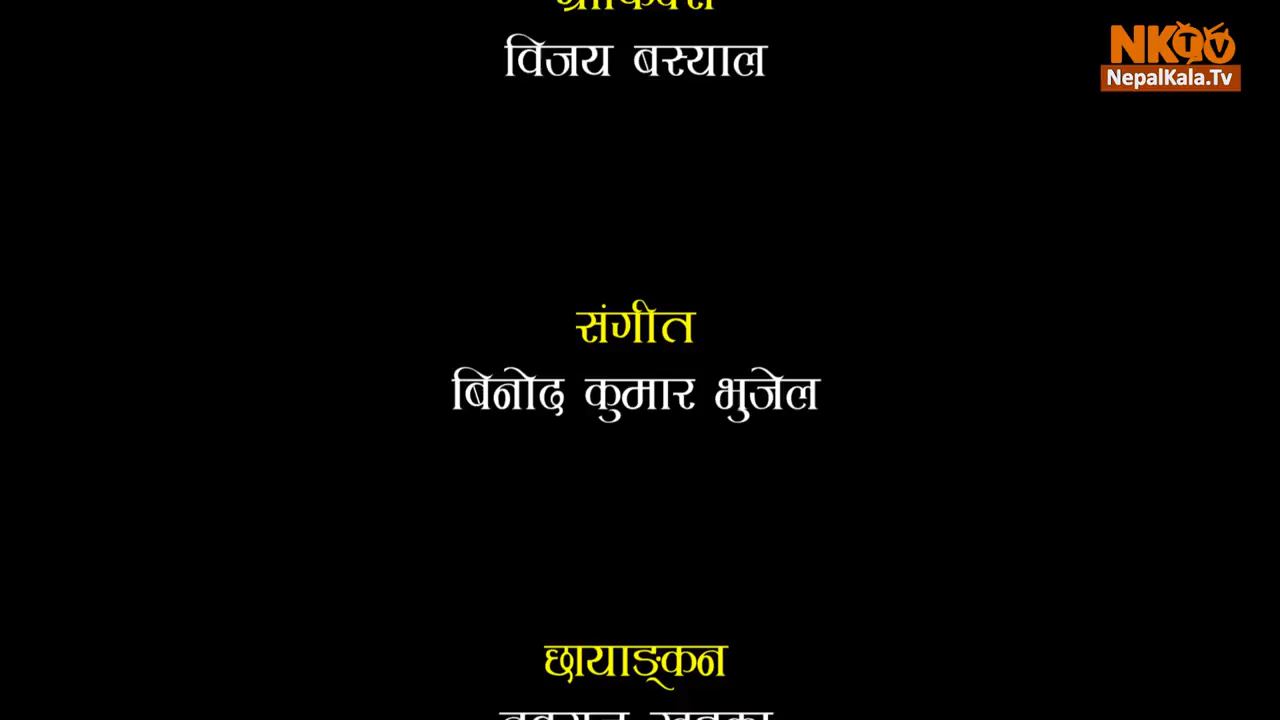 ग्राफिक्स
विजय बस्याल
NKTV
NepalKala.Tv
संगीत
बिनोद कुमार भुजेल
छायाङ्कन